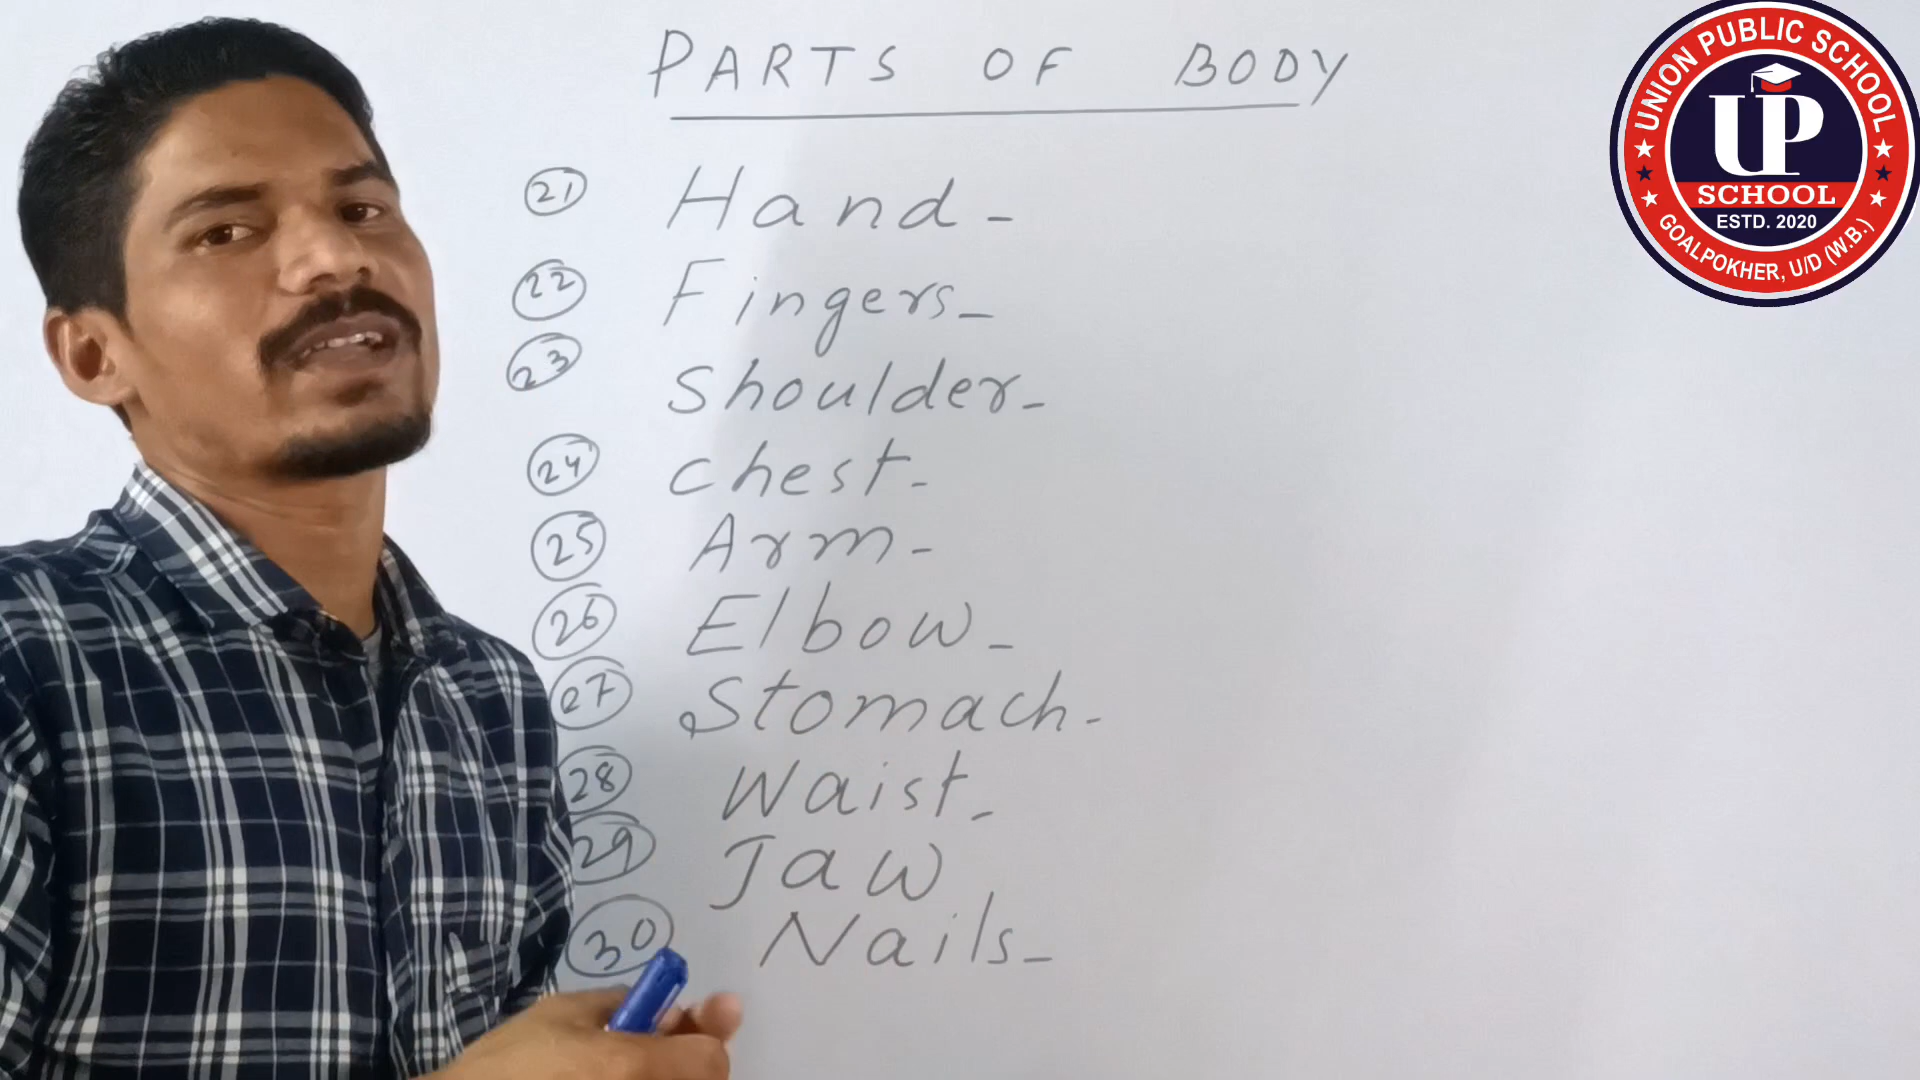 PARTS OF BODY
21 Hand -
22 Fingers -
23 Shoulder -
24 Chest -
25 Arm -
26 Elbow -
27 Stomach -
28 Waist -
29 Jaw
30 Nails -
UNION PUBLIC SCHOOL
UP
SCHOOL
ESTD. 2020
GOALPOKHER, U/D (W.B.)